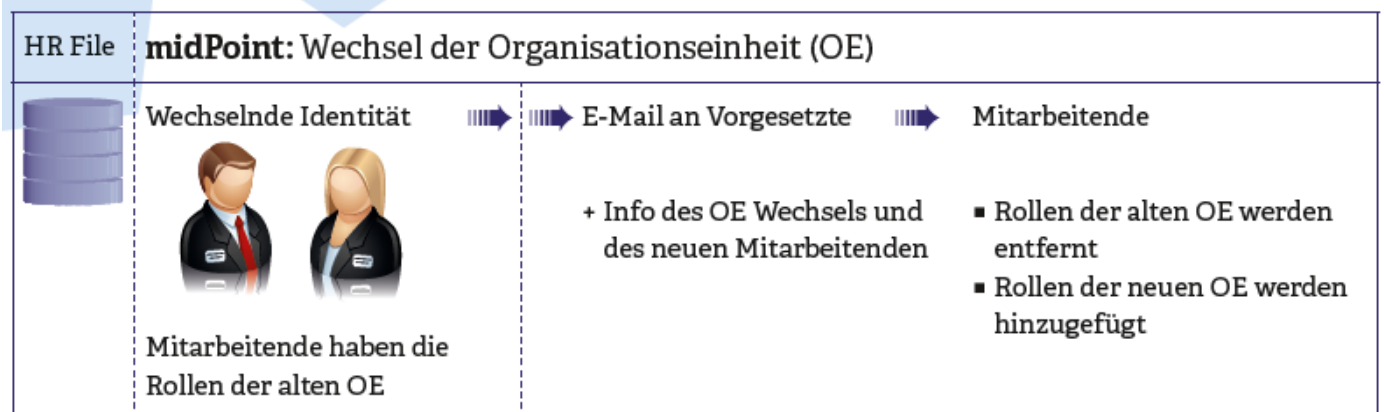 HR File
midPoint: Wechsel der Organisationseinheit (OE)
Wechselnde Identität
E-Mail an Vorgesetzte
Mitarbeitende
+ Info des OE Wechsels und
des neuen Mitarbeitenden
▪ Rollen der alten OE werden
entfernt
▪ Rollen der neuen OE werden
hinzugefügt
Mitarbeitende haben die
Rollen der alten OE